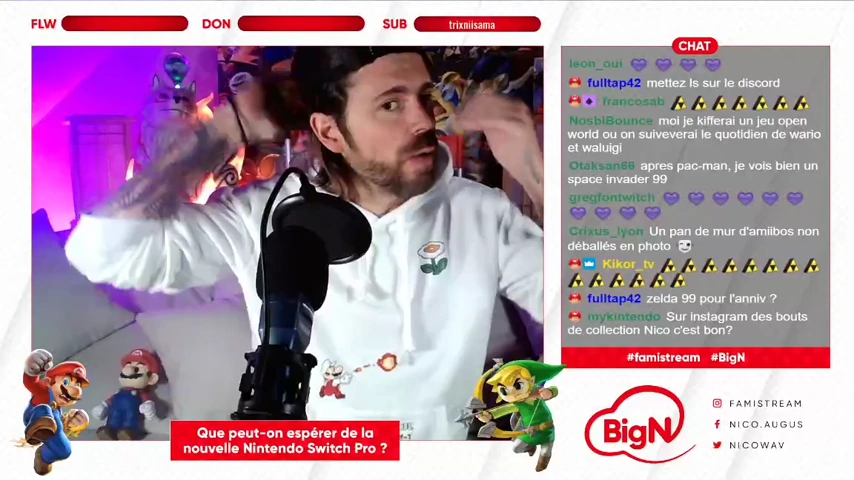 FLW
DON
SUB
trixniisama
CHAT
leon_oui
fulltap42 mettez ls sur le discord
francosab
NosbiBounce moi je kifferai un jeu open
world ou on suiveverai le quotidien de wario
et waluigi
Otaksan66 apres pac-man, je vois bien un
space invader 99
gregfontwitch
Crixus_lyon Un pan de mur d'amiibos non
déballés en photo
Kikor_tv
fulltap42 zelda 99 pour l'anniv ?
mykintendo Sur instagram des bouts
de collection Nico c'est bon?
#famistream #BigN
Que peut-on espérer de la
nouvelle Nintendo Switch Pro ?
BigN
FAMISTREAM
NICO.AUGUS
NICOWAV